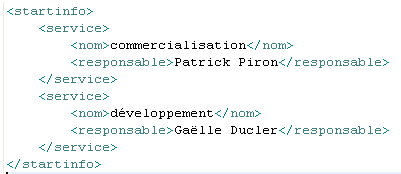 <startinfo>
<service>
<nom>commercialisation</nom>
<responsable>Patrick Piron</responsable>
</service>
<service>
<nom>développement</nom>
<responsable>Gaëlle Ducler</responsable>
</service>
</startinfo>